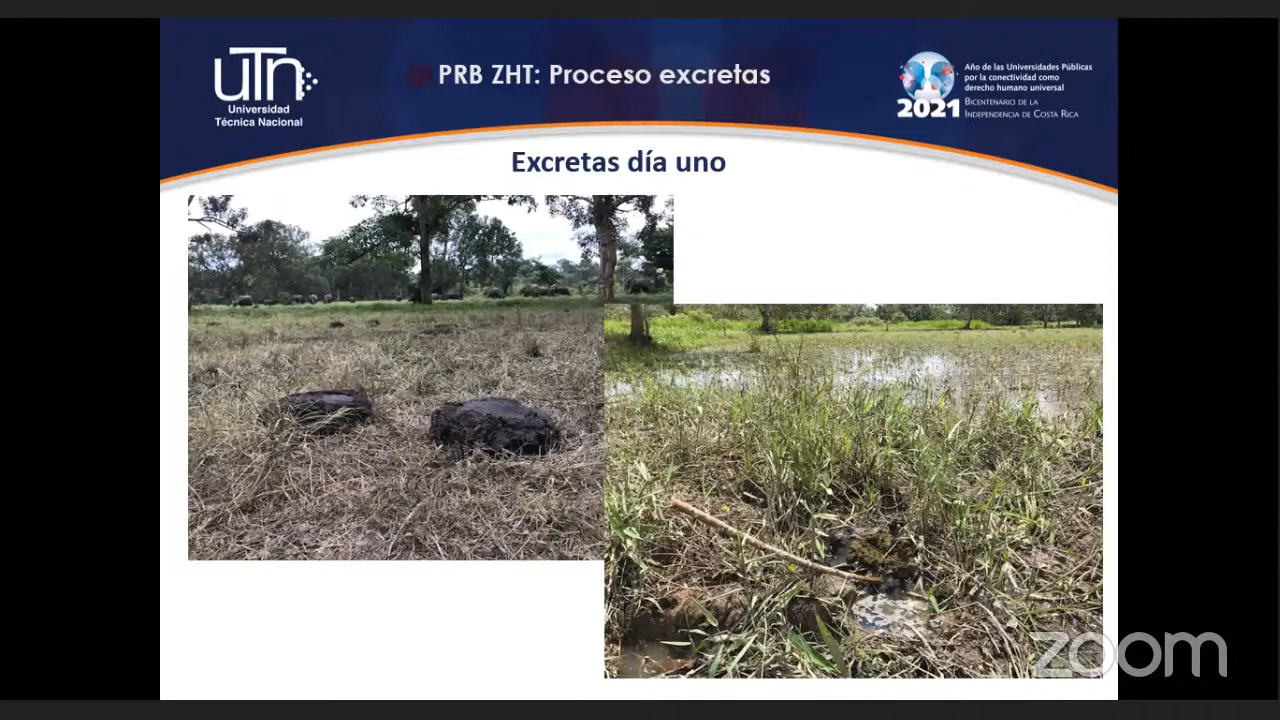 UTN
Universidad
Técnica Nacional
PRB ZHT: Proceso excretas
2021
Año de las Universidades Públicas
por la conectividad como
derecho humano universal
Bicentenario de la
Independencia de Costa Rica
Excretas día uno
zoom